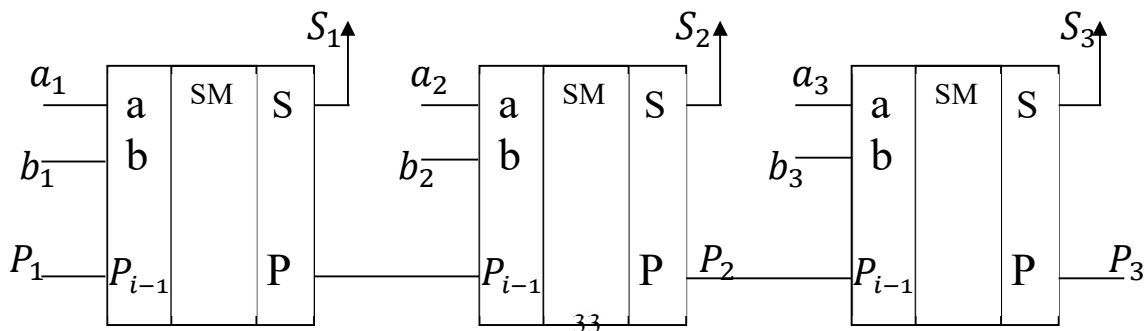 S₁ S₂ S₃
a₁ a SM S a₂ a SM S a₃ a SM S
b₁ b b₂ b b₃ b
P₁ Pᵢ₋₁ P Pᵢ₋₁ P P₂ Pᵢ₋₁ P P₃
33